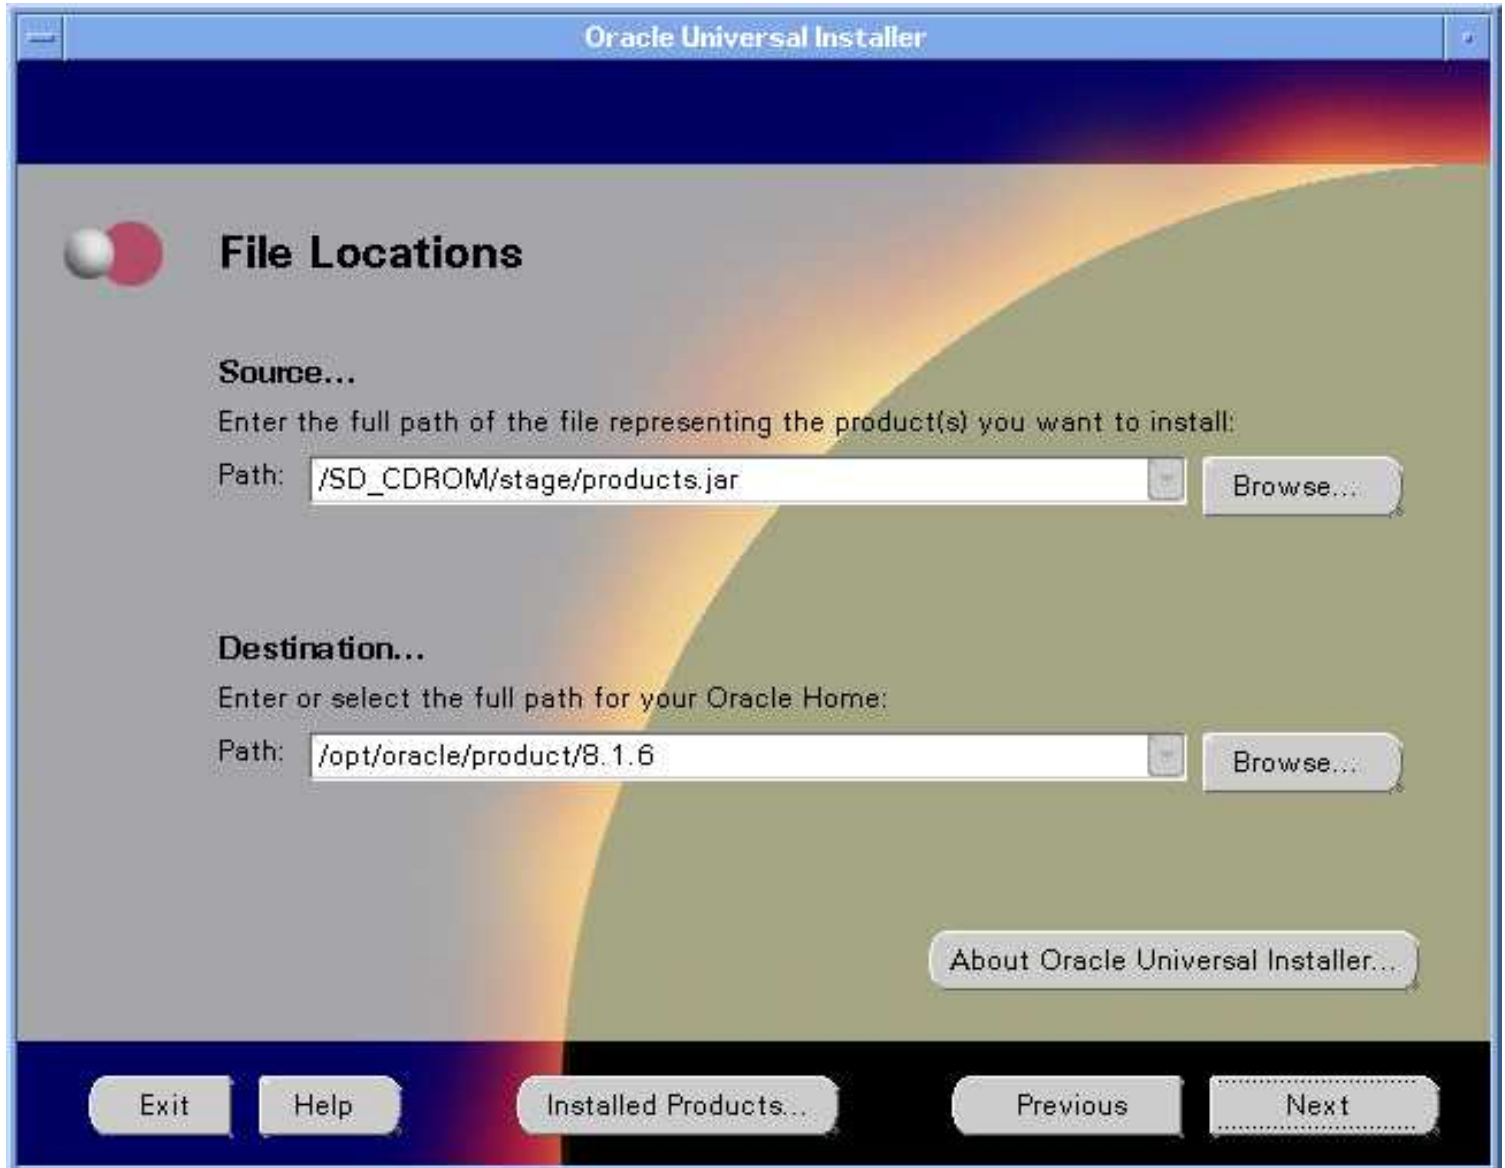 Oracle Universal Installer
File Locations
Source...
Enter the full path of the file representing the product(s) you want to install:
Path: /SD_CDROM/stage/products.jar Browse...
Destination...
Enter or select the full path for your Oracle Home:
Path: /opt/oracle/product/8.1.6 Browse...
About Oracle Universal Installer...
Exit Help Installed Products... Previous Next